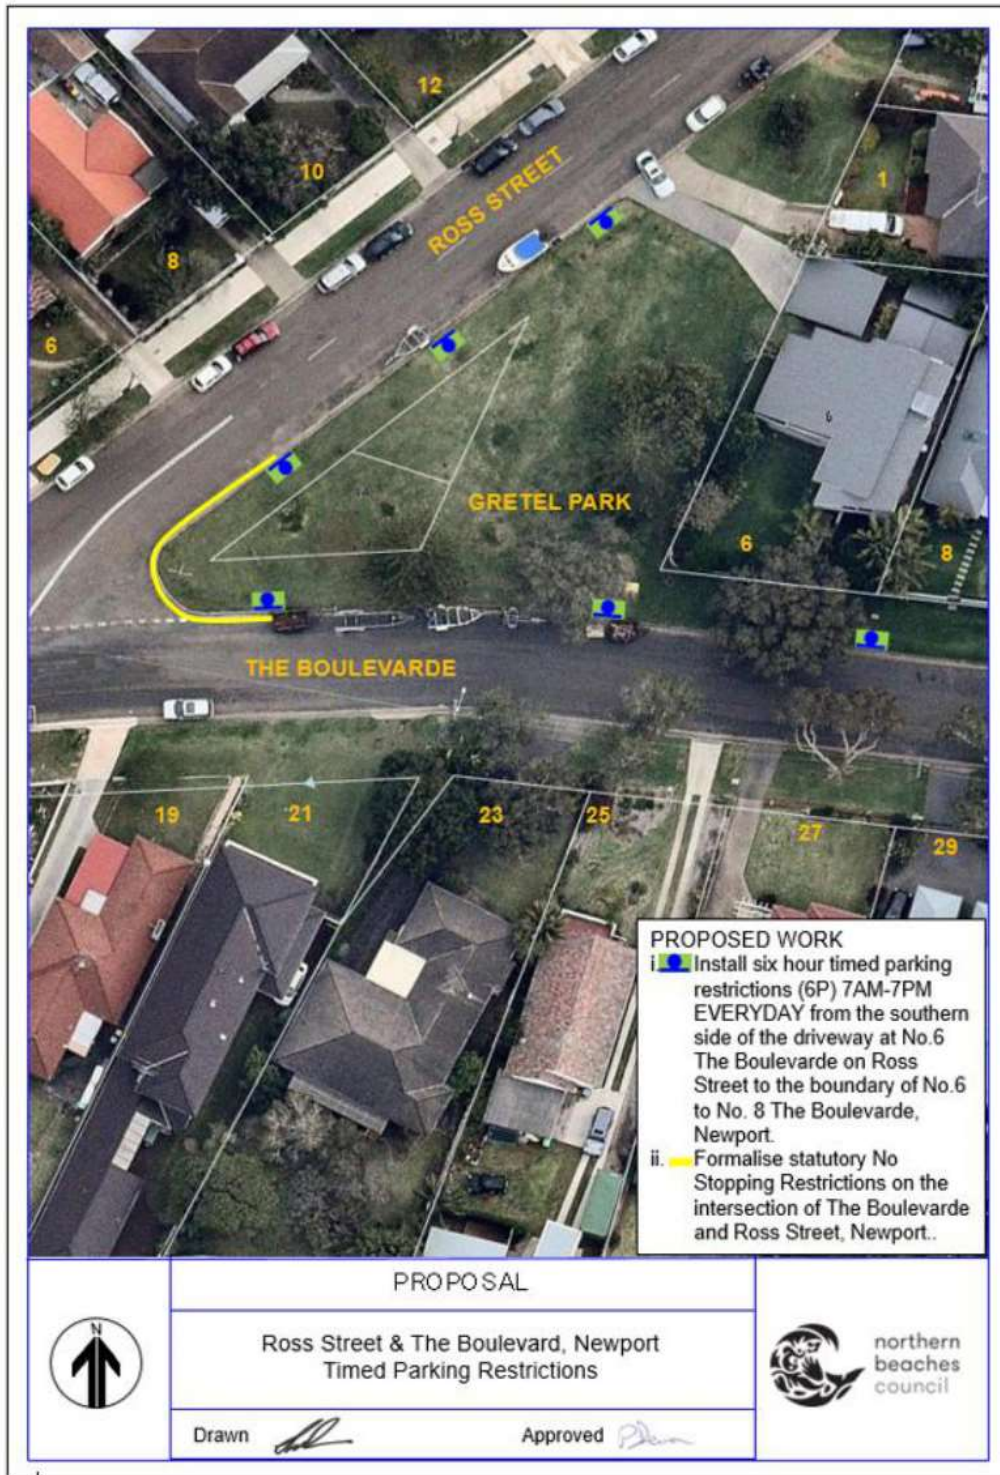 12
10
ROSS STREET
1
8
6
GRETEL PARK
6
8
THE BOULEVARDE
19
21
23
25
27
29
PROPOSED WORK
i. Install six hour timed parking
restrictions (6P) 7AM-7PM
EVERYDAY from the southern
side of the driveway at No.6
The Boulevarde on Ross
Street to the boundary of No.6
to No. 8 The Boulevarde,
Newport.
ii. Formalise statutory No
Stopping Restrictions on the
intersection of The Boulevarde
and Ross Street, Newport..
PROPOSAL
N
Ross Street & The Boulevard, Newport
Timed Parking Restrictions
northern
beaches
council
Drawn
Approved